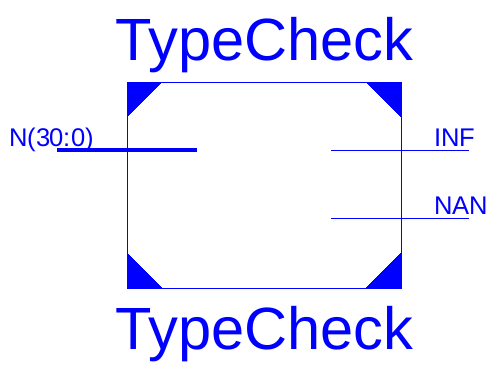 TypeCheck
N(30:0)
INF
NAN
TypeCheck